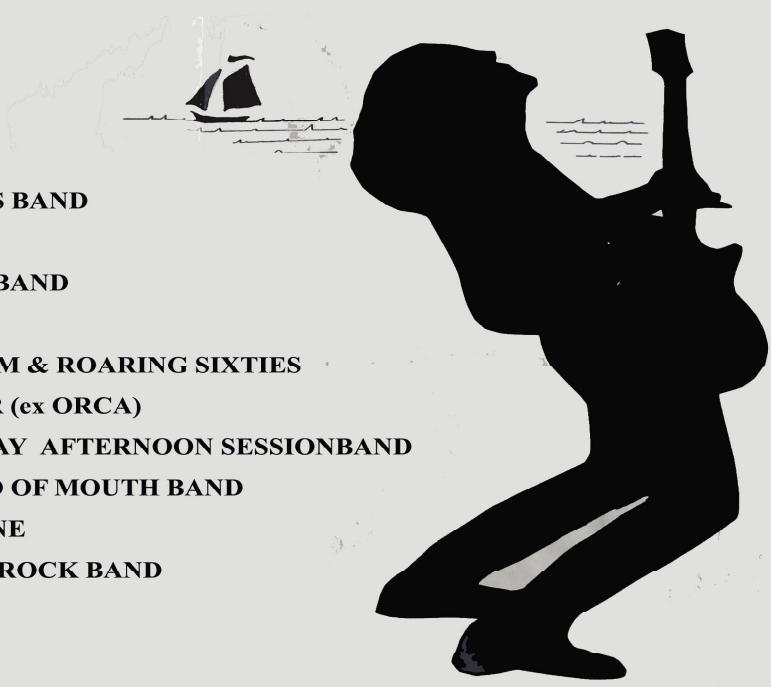 S BAND
BAND
M & ROARING SIXTIES
R (ex ORCA)
AY AFTERNOON SESSIONBAND
D OF MOUTH BAND
NE
ROCK BAND